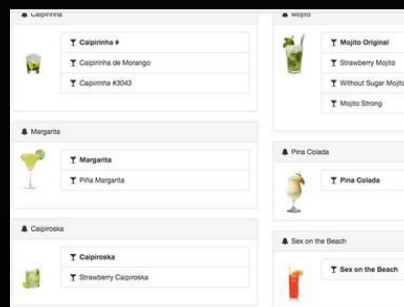 Caipirinha
Caipirinha #
Caipirinha de Morango
Caipirinha #3043
Margarita
Margarita
Piña Margarita
Caipiroska
Caipiroska
Strawberry Caipiroska
Mojito
Mojito Original
Strawberry Mojito
Without Sugar Mojito
Mojito Strong
Pina Colada
Pina Colada
Sex on the Beach
Sex on the Beach